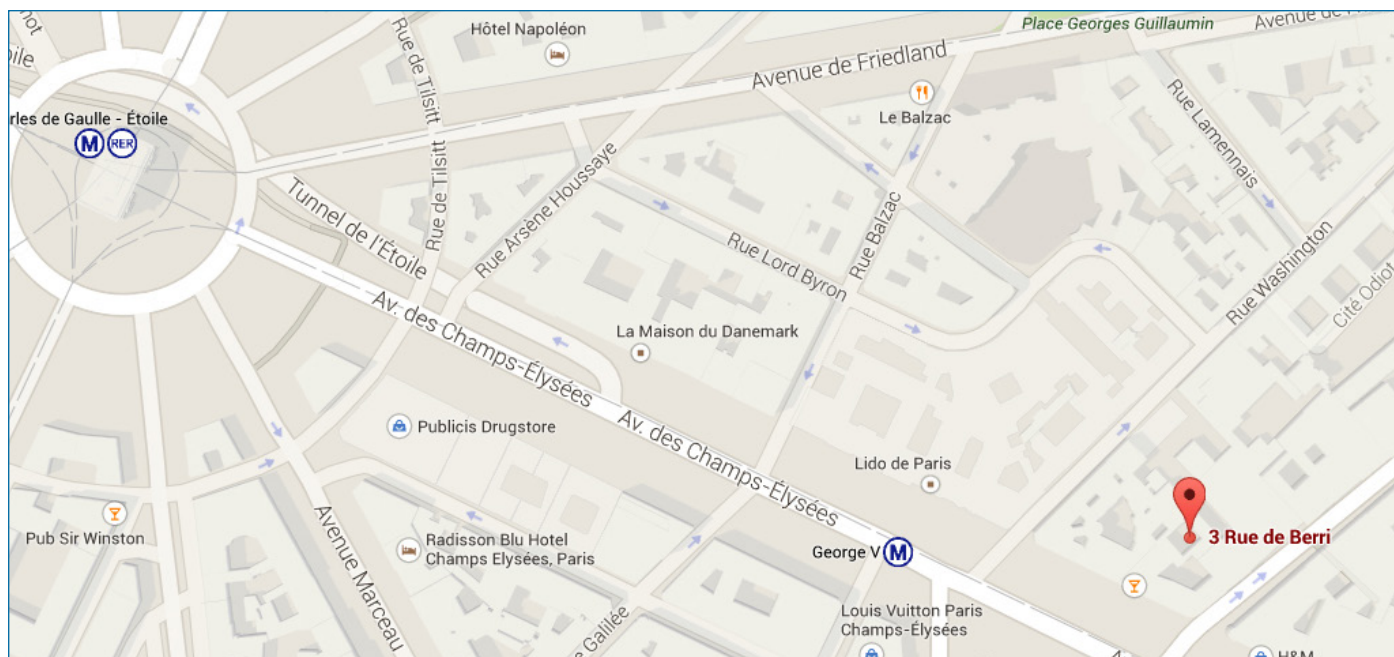 Hôtel Napoléon
Place Georges Guillaumin
Avenue de Friedland
Le Balzac
Rue de Tilsitt
rles de Gaulle - Étoile
M
RER
Rue Lamennais
Rue de Tilsitt
Rue Arsène Houssaye
Tunnel de l'Étoile
Rue Balzac
Rue Lord Byron
Rue Washington
Cité Odiot
Av. des Champs-Élysées
La Maison du Danemark
Publicis Drugstore
Av. des Champs-Élysées
Lido de Paris
Pub Sir Winston
Avenue Marceau
Radisson Blu Hotel
Champs Elysées, Paris
3 Rue de Berri
George V
M
Galilée
Louis Vuitton Paris
Champs-Élysées
H&M